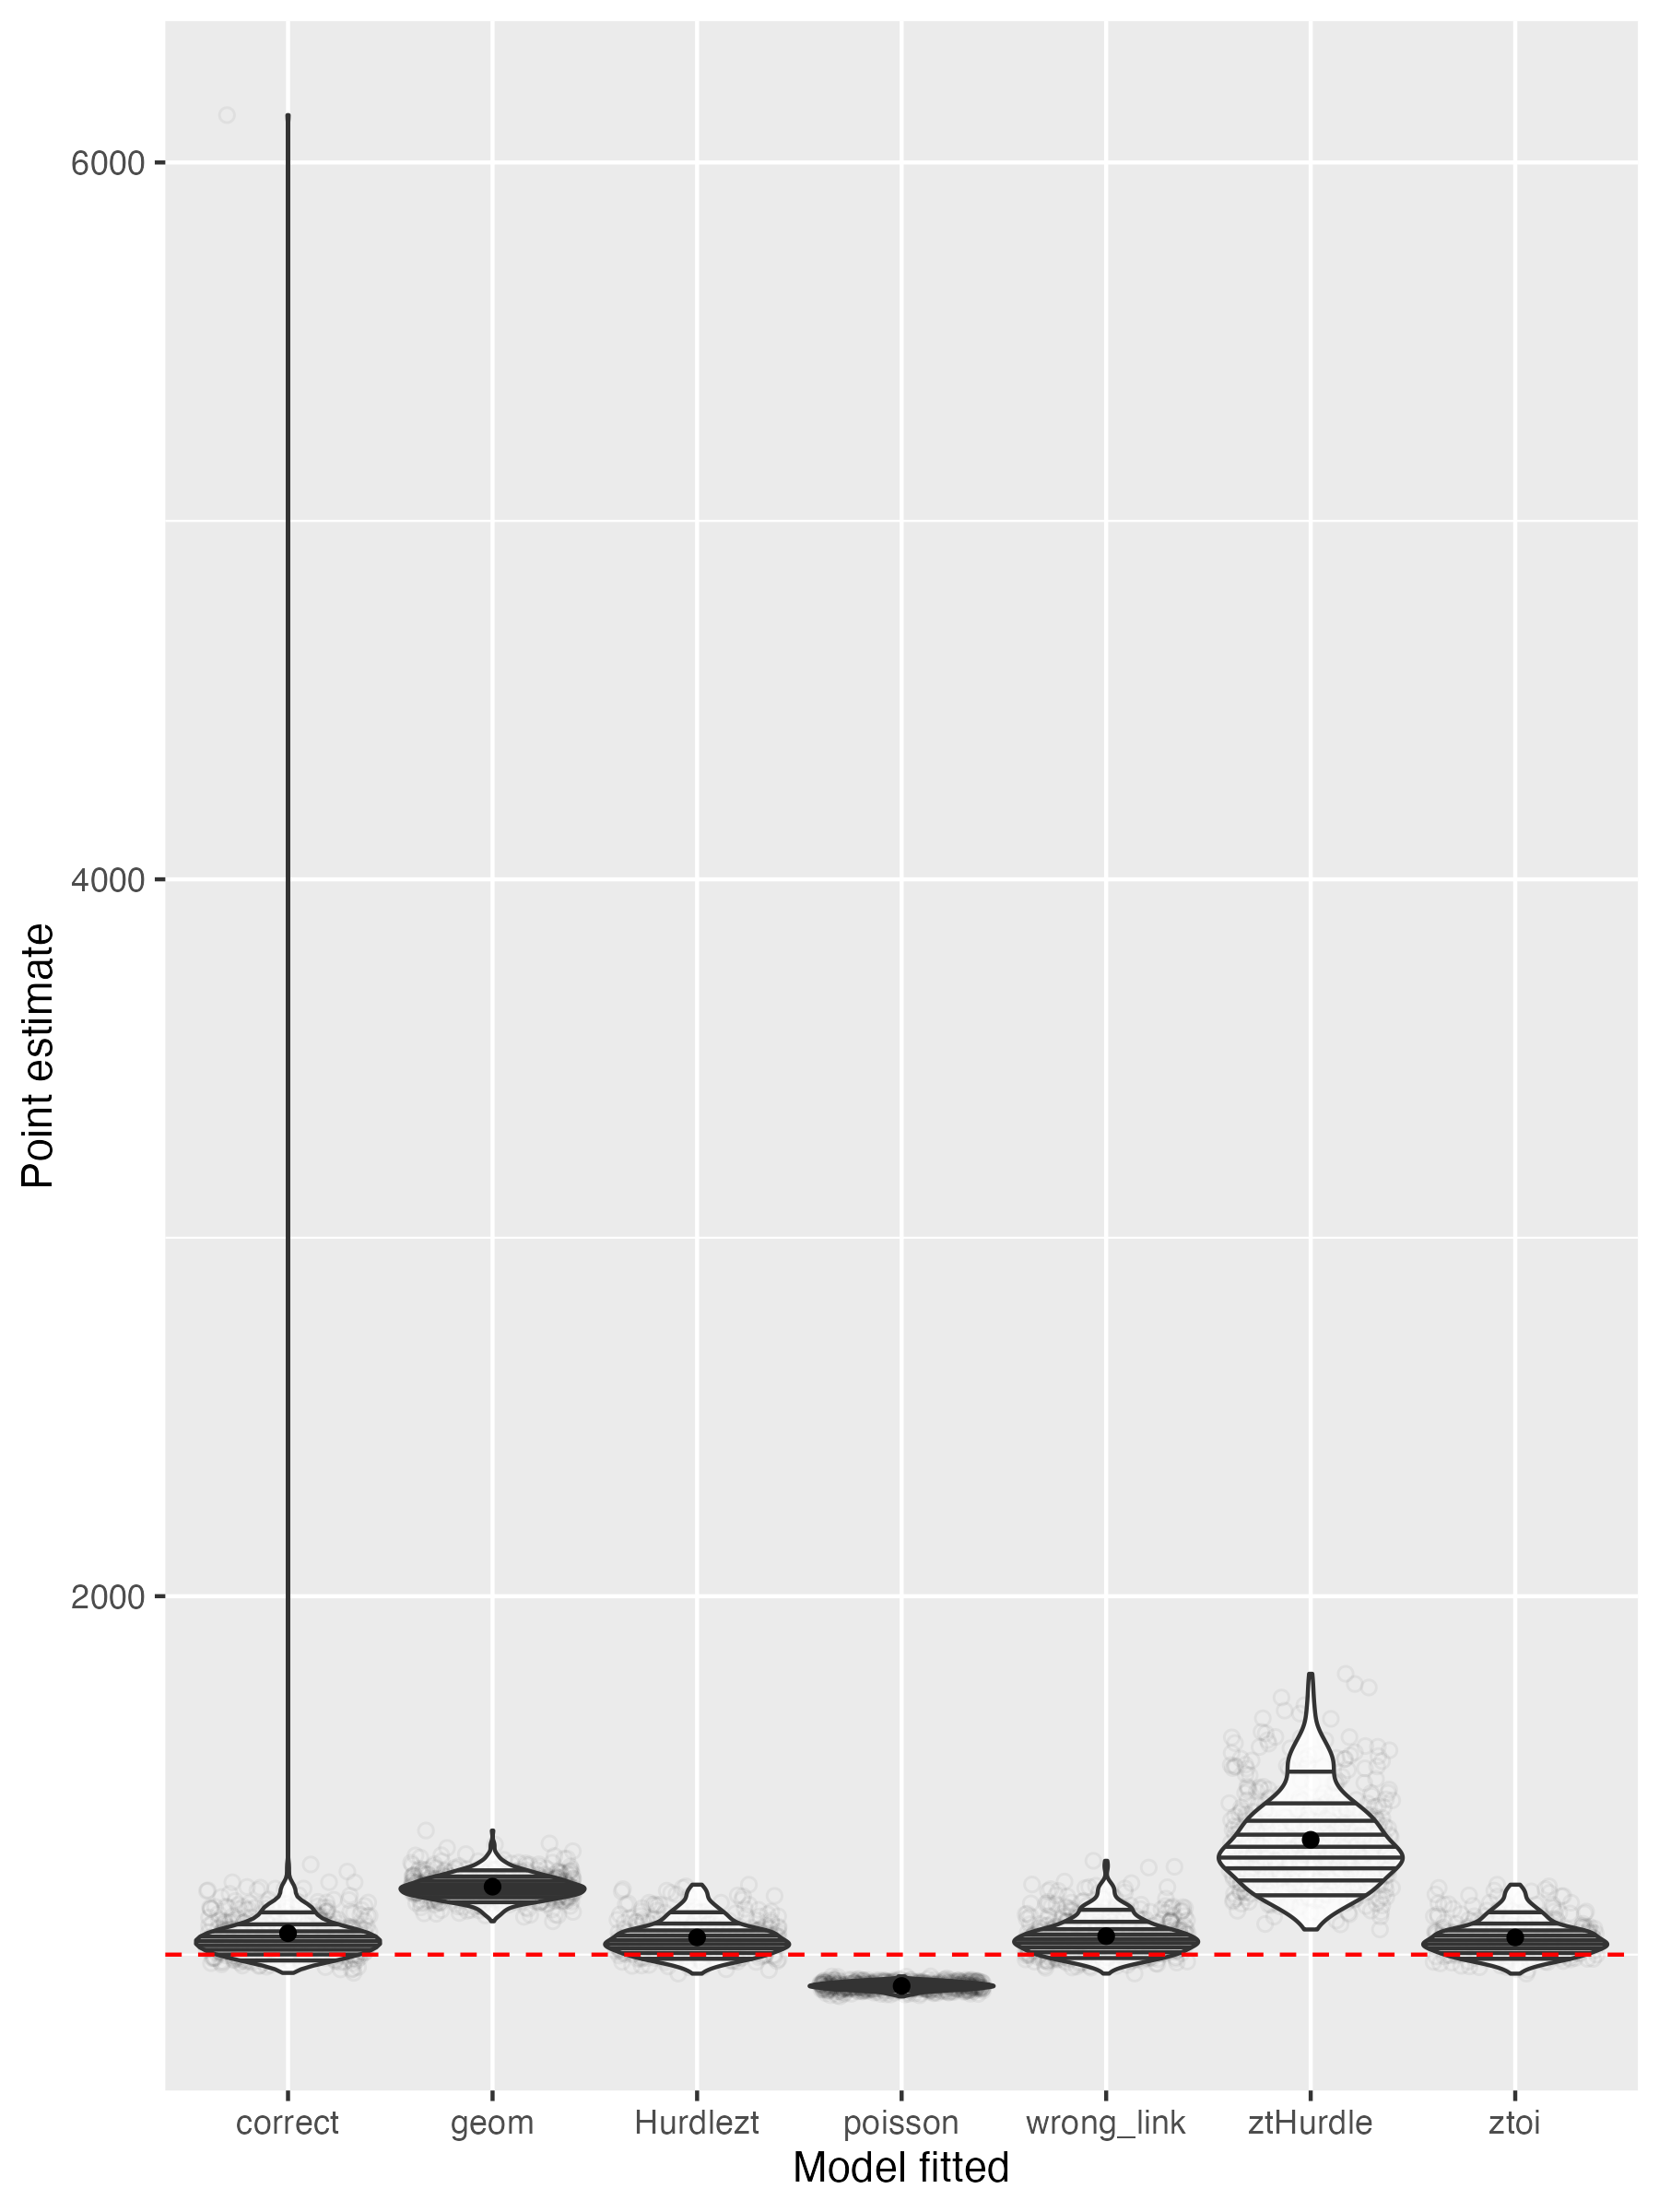 Point estimate
6000
4000
2000
correct geom Hurdlezt poisson wrong_link ztHurdle ztoi
Model fitted